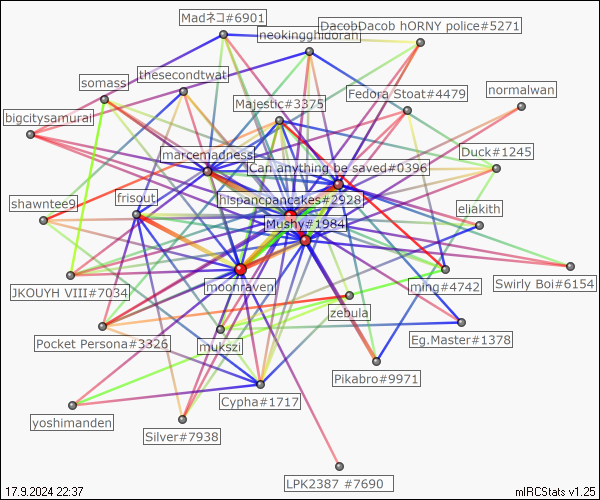 Madネコ#6901
DacobDacob hORNY police#5271
neokingghidorah
thesecondtwat
somass
Fedora Stoat#4479
normalwan
Majestic#3375
bigcitysamurai
marcemadness
Duck#1245
Can anything be saved#0396
shawntee9
frisout
hispancpancakes#2928
eliakith
Mushy#1984
JKOUYH VIII#7034
moonraven
ming#4742
Swirly Boi#6154
zebula
Pocket Persona#3326
mukszi
Eg.Master#1378
Pikabro#9971
yoshimanden
Cypha#1717
Silver#7938
LPK2387 #7690
17.9.2024 22:37
mIRCStats v1.25